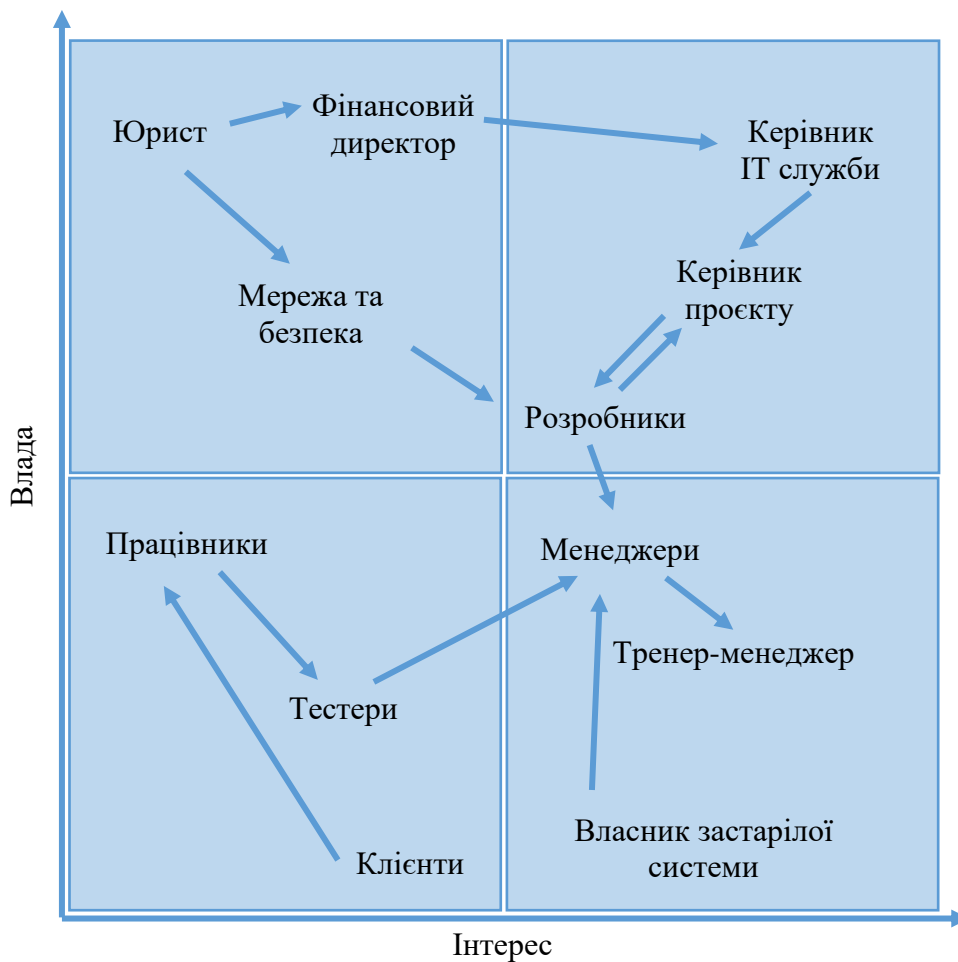 Юрист
Фінансовий
директор
Керівник
ІТ служби
Мережа та
безпека
Керівник
проєкту
Розробники
Влада
Працівники
Менеджери
Тренер-менеджер
Тестери
Власник застарілої
системи
Клієнти
Інтерес